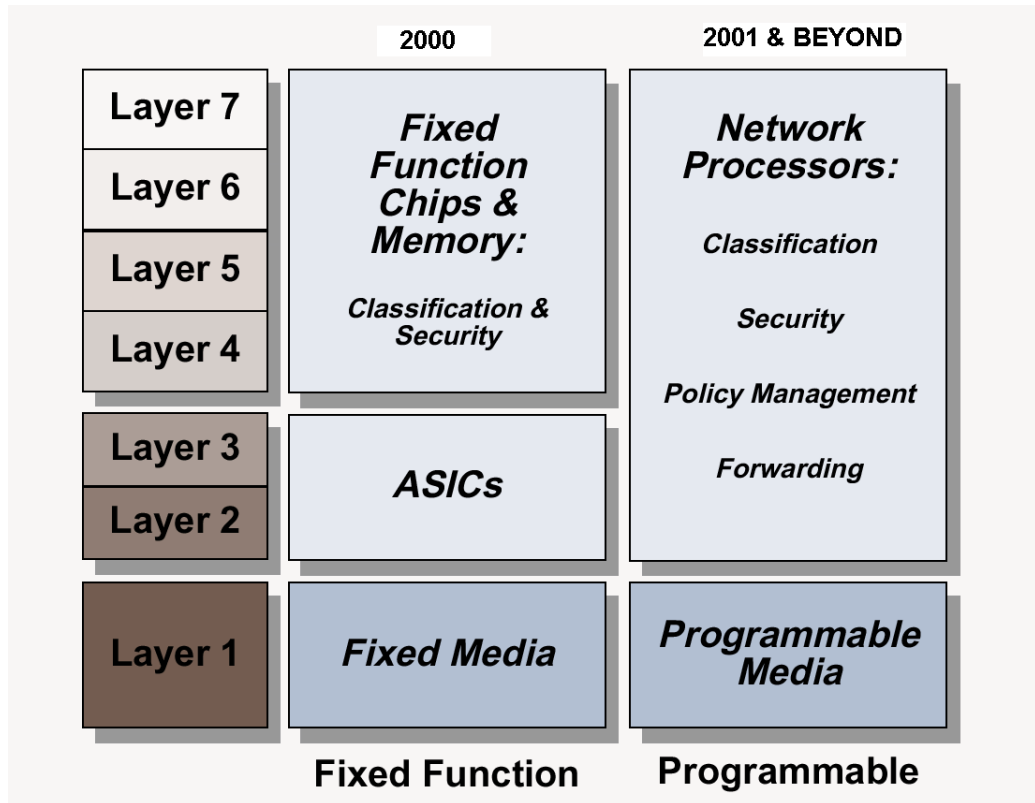 2000
2001 & BEYOND
Layer 7
Layer 6
Layer 5
Layer 4
Layer 3
Layer 2
Layer 1
Fixed
Function
Chips &
Memory:
Classification &
Security
ASICs
Fixed Media
Fixed Function
Network
Processors:
Classification
Security
Policy Management
Forwarding
Programmable
Media
Programmable